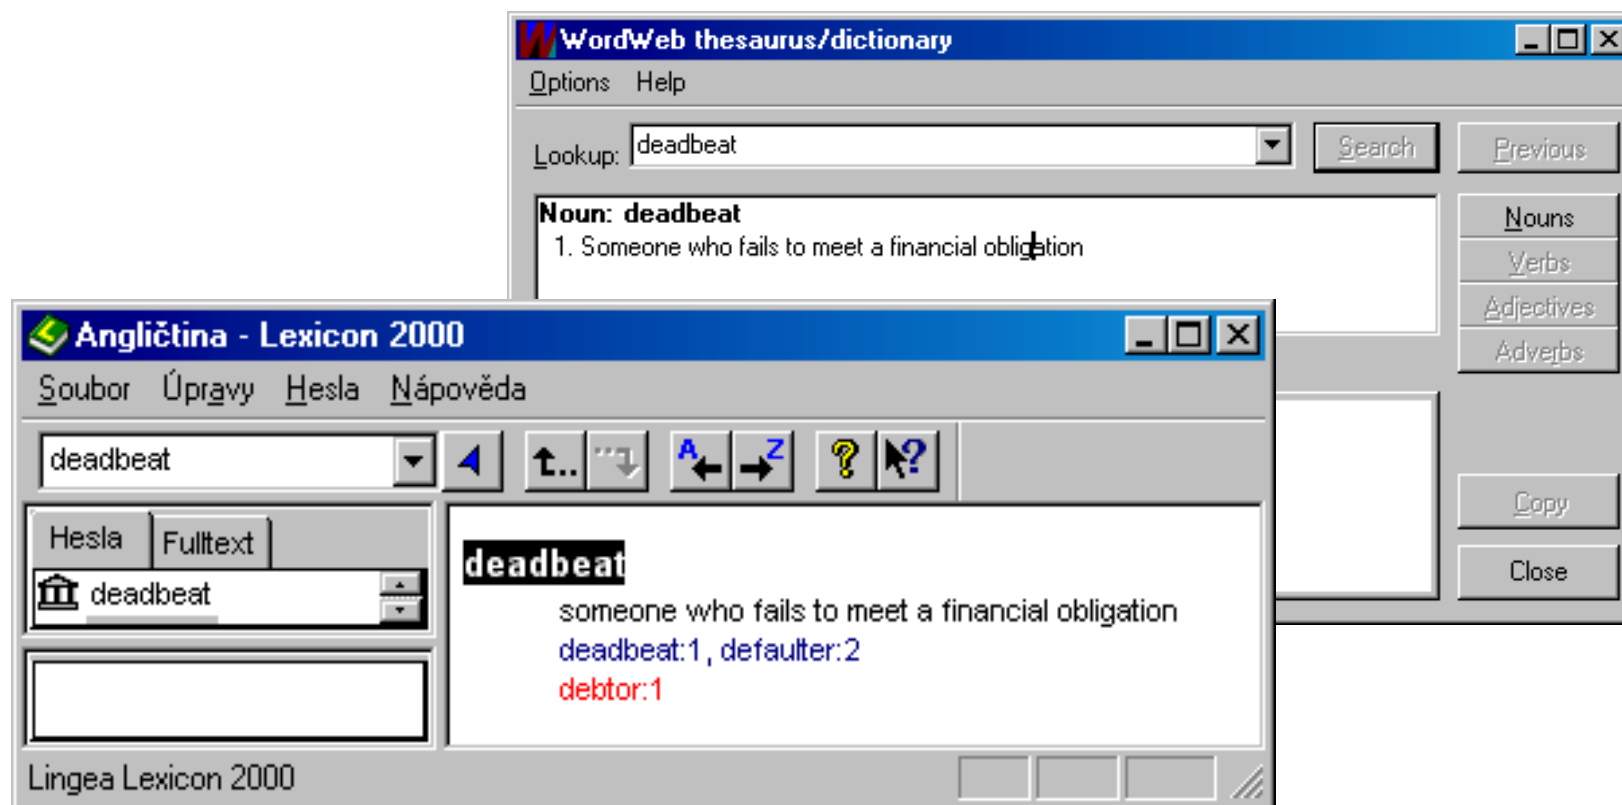 WordWeb thesaurus/dictionary
Options Help
Lookup: deadbeat Search Previous
Noun: deadbeat
1. Someone who fails to meet a financial obligation
Nouns
Verbs
Adjectives
Adverbs
Copy
Close
Angličtina - Lexicon 2000
Soubor Úpravy Hesla Nápověda
deadbeat
A Z ? ?
Hesla Fulltext
deadbeat
deadbeat
someone who fails to meet a financial obligation
deadbeat:1, defaulter:2
debtor:1
Lingea Lexicon 2000